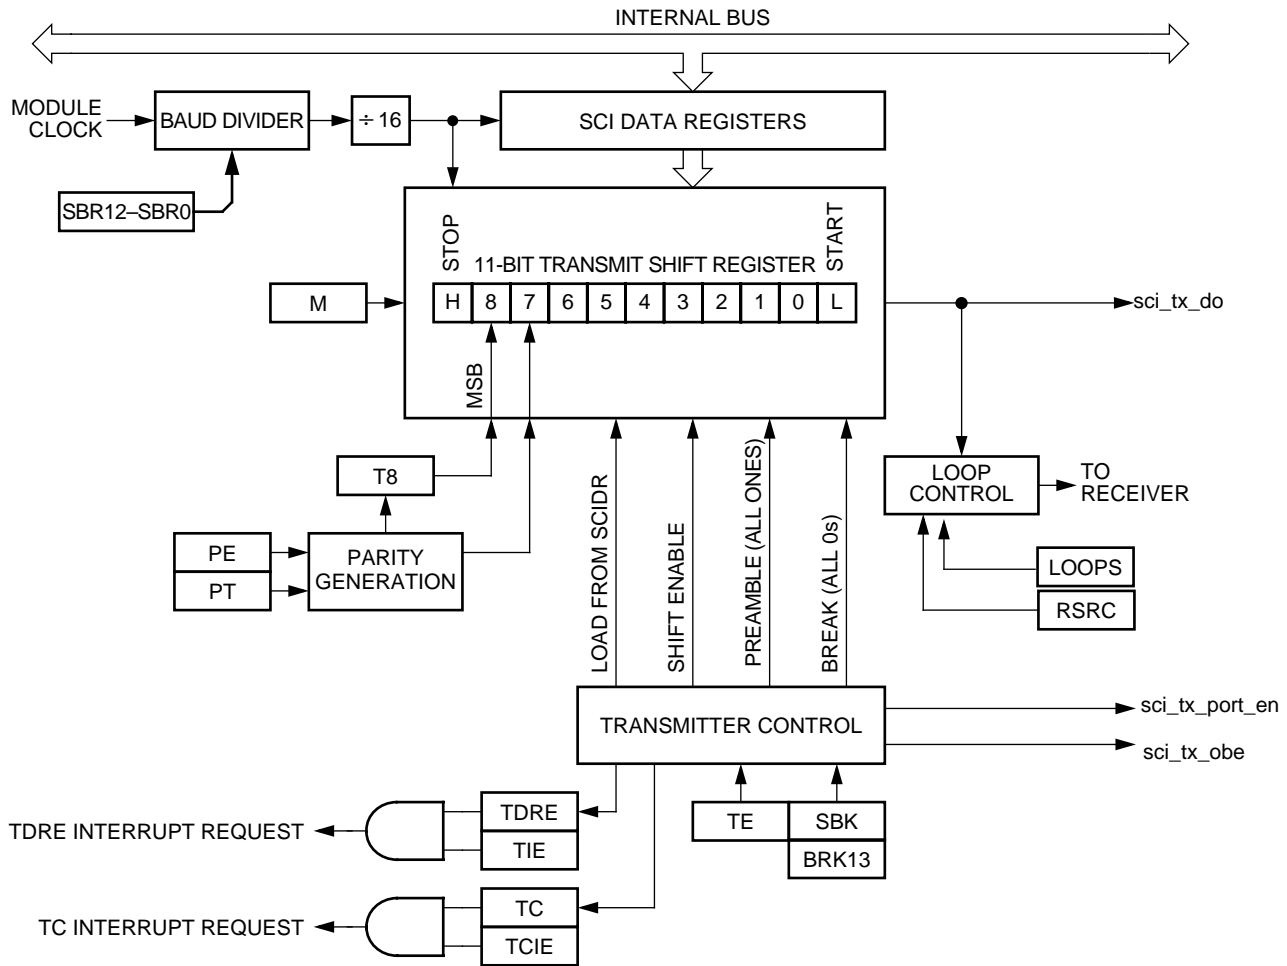 INTERNAL BUS
MODULE
CLOCK
BAUD DIVIDER
÷ 16
SCI DATA REGISTERS
SBR12–SBR0
STOP
11-BIT TRANSMIT SHIFT REGISTER
START
M
H 8 7 6 5 4 3 2 1 0 L
sci_tx_do
MSB
T8
LOAD FROM SCIDR
SHIFT ENABLE
PREAMBLE (ALL ONES)
BREAK (ALL 0s)
LOOP
CONTROL
TO
RECEIVER
PE
PT
PARITY
GENERATION
LOOPS
RSRC
TRANSMITTER CONTROL
sci_tx_port_en
sci_tx_obe
TDRE INTERRUPT REQUEST
TDRE
TIE
TE
SBK
BRK13
TC INTERRUPT REQUEST
TC
TCIE